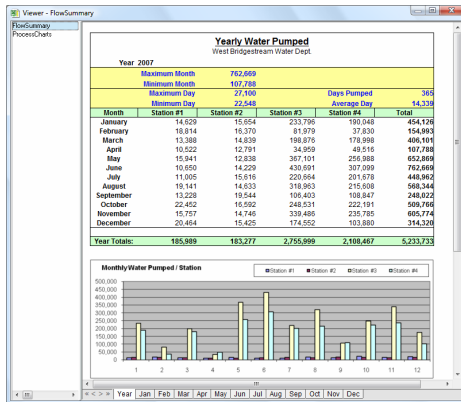 Viewer - FlowSummary
FlowSummary
ProcessCharts
Yearly Water Pumped
West Bridgestream Water Dept.
Year 2007
Maximum Month 762,669
Minimum Month 107,788
Maximum Day 27,100 Days Pumped 365
Minimum Day 22,548 Average Day 14,339
Month Station #1 Station #2 Station #3 Station #4 Total
January 14,629 15,654 233,796 190,048 454,126
February 18,814 16,370 81,979 37,830 154,993
March 13,388 14,839 198,876 178,998 406,101
April 10,522 12,791 34,959 49,516 107,788
May 15,941 12,838 367,101 256,988 652,869
June 10,650 14,229 430,691 307,099 762,669
July 11,005 15,616 220,664 201,678 448,962
August 19,141 14,633 318,963 215,608 568,344
September 13,228 19,544 106,403 108,847 248,022
October 22,452 16,592 248,531 222,191 509,766
November 15,757 14,746 339,486 235,785 605,774
December 20,464 15,425 174,552 103,880 314,320
Year Totals: 185,989 183,277 2,755,999 2,108,467 5,233,733
Monthly Water Pumped / Station
Station #1 Station #2 Station #3 Station #4
500,000
450,000
400,000
350,000
300,000
250,000
200,000
150,000
100,000
50,000
0
1 2 3 4 5 6 7 8 9 10 11 12
Year Jan Feb Mar Apr May Jun Jul Aug Sep Oct Nov Dec